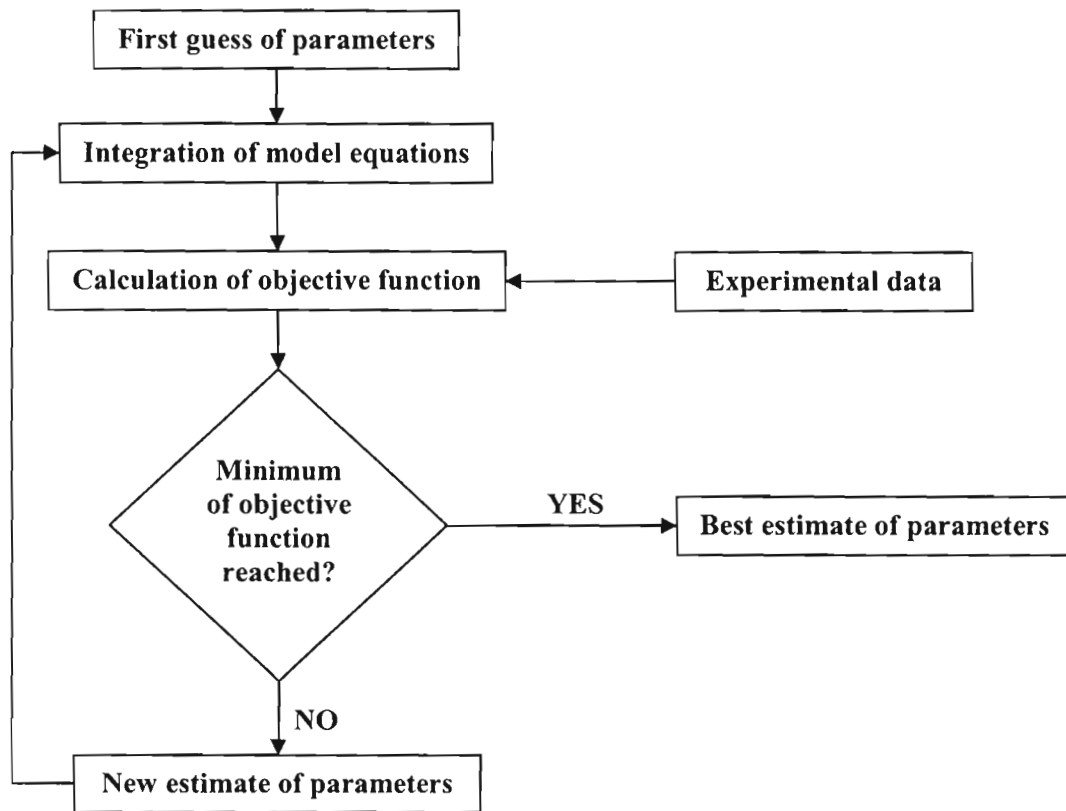 First guess of parameters
Integration of model equations
Calculation of objective function
Experimental data
Minimum
of objective
function
reached?
YES
Best estimate of parameters
NO
New estimate of parameters